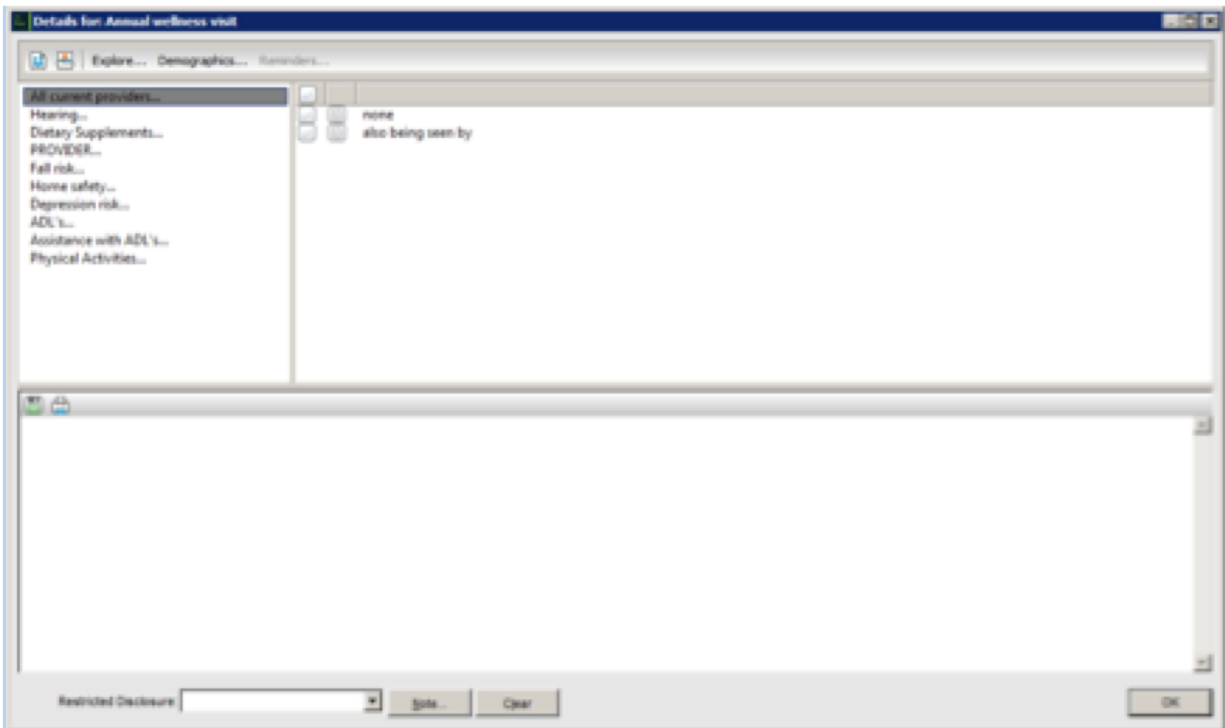 Details for: Annual wellness visit
Explore... Demographics... Reminders...
All current providers...
Hearing...
Dietary Supplements...
PROVIDER...
Fall risk...
Home safety...
Depression risk...
ADL's...
Assistance with ADL's...
Physical Activities...
none
also being seen by
Restricted Disclosure
Note...
Clear
OK